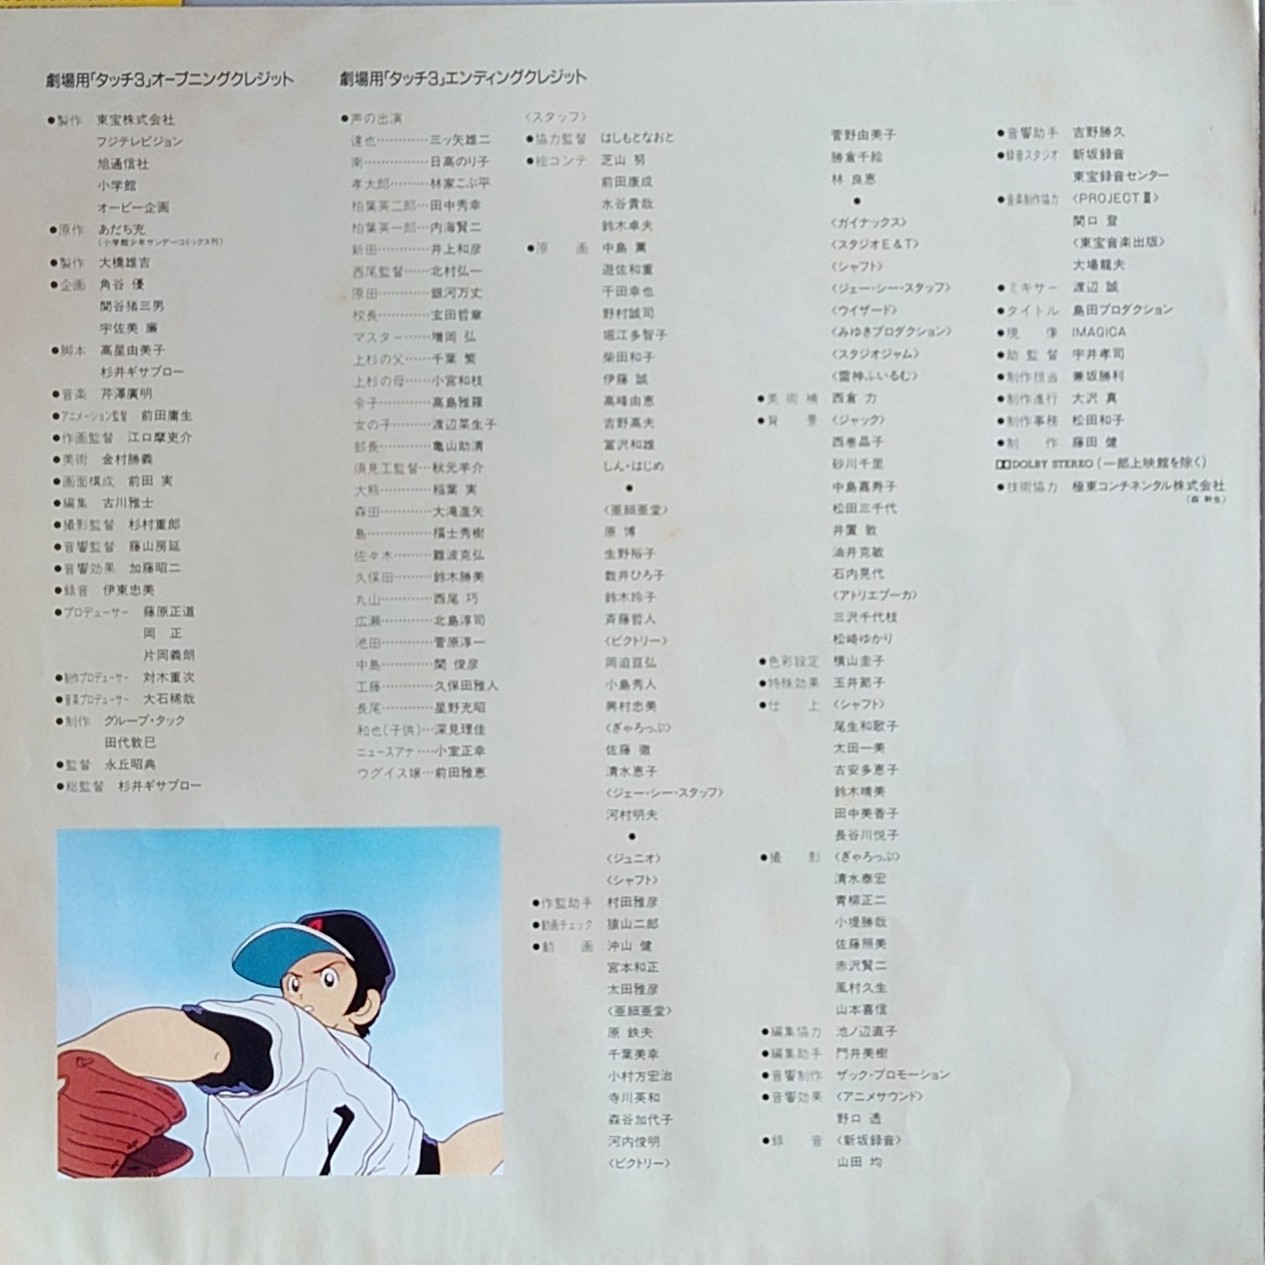 劇場用「タッチ3」オープニングクレジット
●製作 東宝株式会社
フジテレビジョン
旭通信社
小学館
オービー企画
●原作 あだち充
(小学館少年サンデーコミックス刊)
●製作 大橋雄吉
●企画 角谷 優
関谷猪三男
宇佐美 廉
●脚本 高星由美子
杉井ギサブロー
●音楽 芹澤廣明
●アニメーション監督 前田庸生
●作画監督 江口摩吏介
●美術 金村勝義
●画面構成 前田 実
●編集 古川雅士
●撮影監督 杉村重郎
●音響監督 藤山房延
●音響効果 加藤昭二
●録音 伊東忠美
●プロデューサー 藤原正道
岡 正
片岡義朗
●制作プロデューサー 対木重次
●音楽プロデューサー 大石稀哉
●制作 グループ・タック
田代敦巳
●監督 永丘昭典
●総監督 杉井ギサブロー
劇場用「タッチ3」エンディングクレジット
●声の出演
達也…………三ッ矢雄二
南……………日高のり子
孝太郎………林家こぶ平
柏葉英二郎…田中秀幸
柏葉英一郎…内海賢二
新田…………井上和彦
西尾監督……北村弘一
原田…………銀河万丈
校長…………玄田哲章
マスター……増岡 弘
上杉の父……千葉 繁
上杉の母……小宮和枝
令子…………高島雅羅
女の子………渡辺菜生子
部長…………亀山助清
須見工監督…秋元羊介
大熊…………稲葉 実
森田…………大滝進矢
島……………福士秀樹
佐々木………難波克弘
久保田………鈴木勝美
丸山…………西尾 巧
広瀬…………北島淳司
池田…………菅原淳一
中島…………関 俊彦
工藤…………久保田雅人
長尾…………星野充昭
和也(子供)…深見理佳
ニュースアナ…小室正幸
ウグイス嬢…前田雅恵
〈スタッフ〉
●協力監督 はしもとなおと
●絵コンテ 芝山 努
前田康成
水谷貴哉
鈴木卓夫
●原 画 中島 薫
遊佐和重
千田幸也
野村誠司
堀江多智子
柴田和子
伊藤 誠
高峰由恵
吉野高夫
冨沢和雄
しん・はじめ
●
〈亜細亜堂〉
原 博
生野裕子
数井ひろ子
鈴木玲子
斉藤哲人
〈ビクトリー〉
岡迫亘弘
小島秀人
興村忠美
〈ぎゃろっぷ〉
佐藤 徹
清水恵子
〈ジェー・シー・スタッフ〉
河村明夫
●
〈ジュニオ〉
〈シャフト〉
●作監助手 村田雅彦
●動画チェック 猿山二郎
●動 画 沖山 健
宮本和正
太田雅彦
〈亜細亜堂〉
原 鉄夫
千葉美幸
小村方宏治
寺川英和
森谷加代子
河内俊明
〈ビクトリー〉
菅野由美子
勝倉千絵
林 良恵
●
〈ガイナックス〉
〈スタジオE&T〉
〈シャフト〉
〈ジェー・シー・スタッフ〉
〈ウイザード〉
〈みゆきプロダクション〉
〈スタジオジャム〉
〈雷神ふいるむ〉
●美 術 補 西倉 力
●背 景 〈ジャック〉
西巻晶子
砂川千里
中島嘉寿子
松田三千代
井置 敦
油井克敏
石内晃代
〈アトリエブーカ〉
三沢千代枝
松崎ゆかり
●色彩設定 横山圭子
●特殊効果 玉井節子
●仕 上 〈シャフト〉
尾生和歌子
太田一美
古安多恵子
鈴木晴美
田中美香子
長谷川悦子
●撮 影 〈ぎゃろっぷ〉
清水泰宏
青柳正二
小堤勝哉
佐藤照美
赤沢賢二
風村久生
山本喜信
●編集協力 池ノ辺直子
●編集助手 門井美樹
●音響制作 ザック・プロモーション
●音響効果 〈アニメサウンド〉
野口 透
●録 音 〈新坂録音〉
山田 均
●音響助手 吉野勝久
●録音スタジオ 新坂録音
東宝録音センター
●音楽制作協力 〈PROJECT Ⅲ〉
関口 登
〈東宝音楽出版〉
大場龍夫
●ミキサー 渡辺 誠
●タイトル 島田プロダクション
●現 像 IMAGICA
●助 監 督 宇井孝司
●制作担当 兼坂勝利
●制作進行 大沢 真
●制作事務 松田和子
●制 作 藤田 健
DOLBY STEREO(一部上映館を除く)
●技術協力 極東コンチネンタル株式会社
(森 幹生)